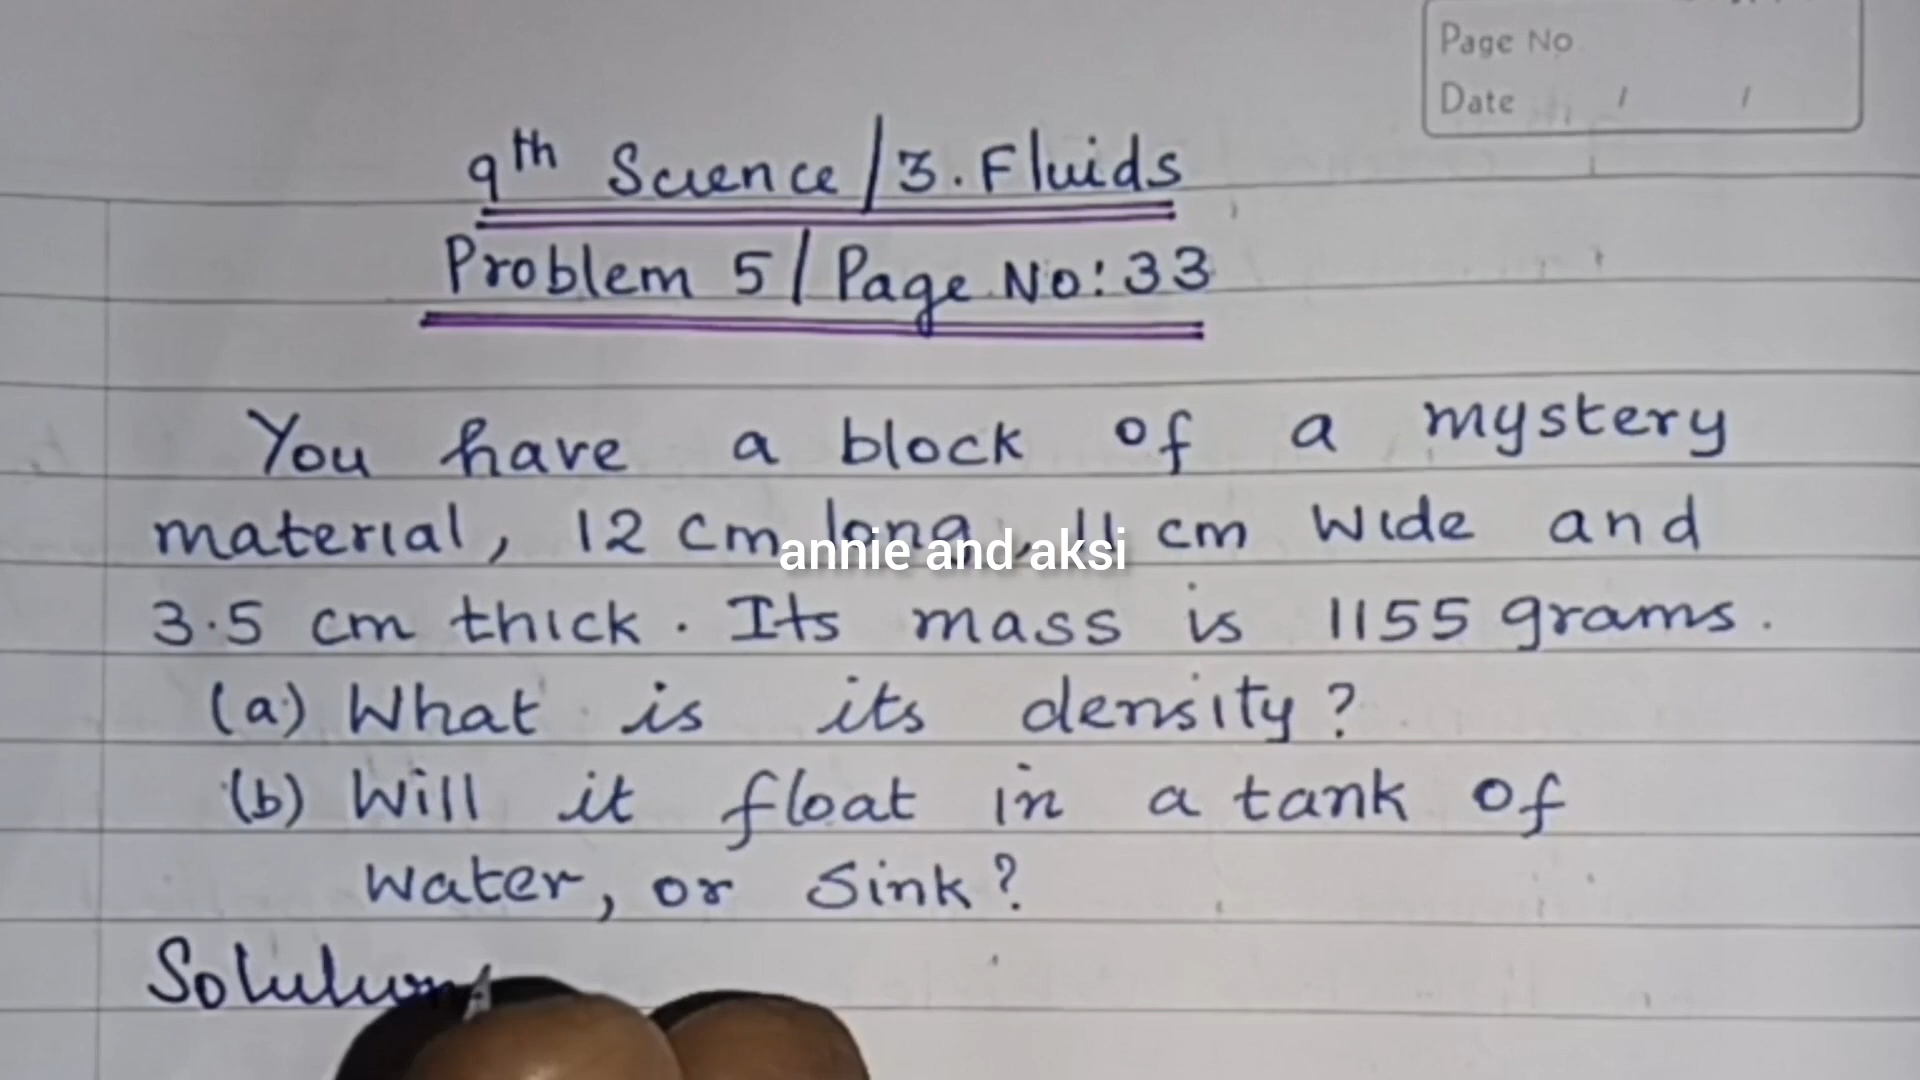 Page No
Date / /
9th Science / 3. Fluids
Problem 5 / Page No: 33
You have a block of a mystery
material, 12 cm long, 11 cm wide and
annie and aksi
3.5 cm thick. Its mass is 1155 grams.
(a) What is its density?
(b) Will it float in a tank of
water, or sink?
Solution